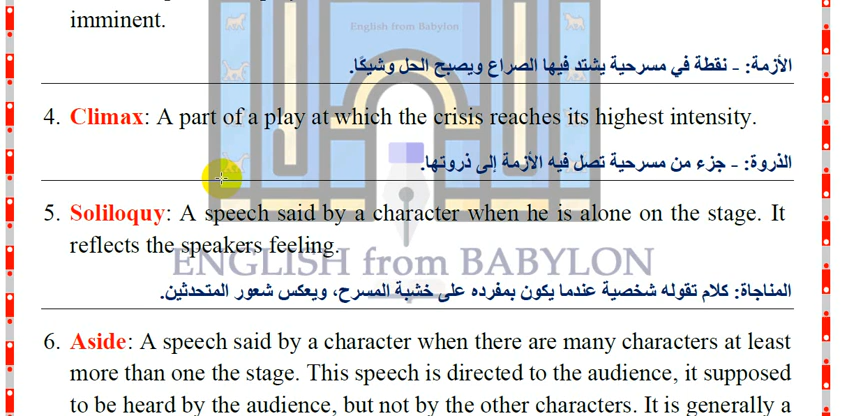 imminent.
English from Babylon
الأزمة: - نقطة في مسرحية يشتد فيها الصراع ويصبح الحل وشيكًا.
4. Climax: A part of a play at which the crisis reaches its highest intensity.
الذروة: - جزء من مسرحية تصل فيه الأزمة إلى ذروتها.
5. Soliloquy: A speech said by a character when he is alone on the stage. It
reflects the speakers feeling.
ENGLISH from BABYLON
المناجاة: كلام تقوله شخصية عندما يكون بمفرده على خشبة المسرح، ويعكس شعور المتحدثين.
6. Aside: A speech said by a character when there are many characters at least
more than one the stage. This speech is directed to the audience, it supposed
to be heard by the audience, but not by the other characters. It is generally a